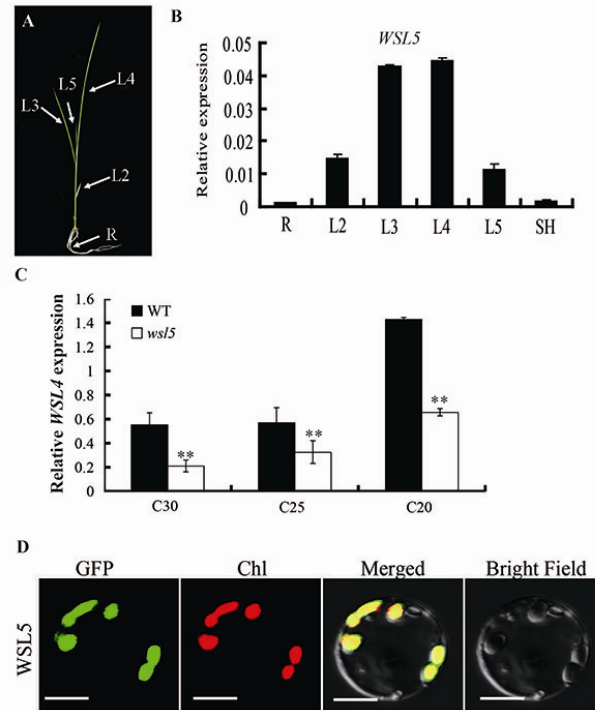 A
L5
L4
L3
L2
R
B
WSL5
Relative expression
0.05
0.04
0.03
0.02
0.01
0
R L2 L3 L4 L5 SH
C
Relative WSL4 expression
1.6
1.4
1.2
1
0.8
0.6
0.4
0.2
0
WT
wsl5
**
**
**
C30 C25 C20
D
GFP Chl Merged Bright Field
WSL5